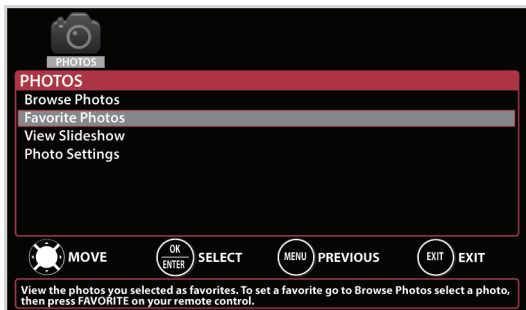 PHOTOS
PHOTOS
Browse Photos
Favorite Photos
View Slideshow
Photo Settings
MOVE OK ENTER SELECT MENU PREVIOUS EXIT EXIT
View the photos you selected as favorites. To set a favorite go to Browse Photos select a photo,
then press FAVORITE on your remote control.